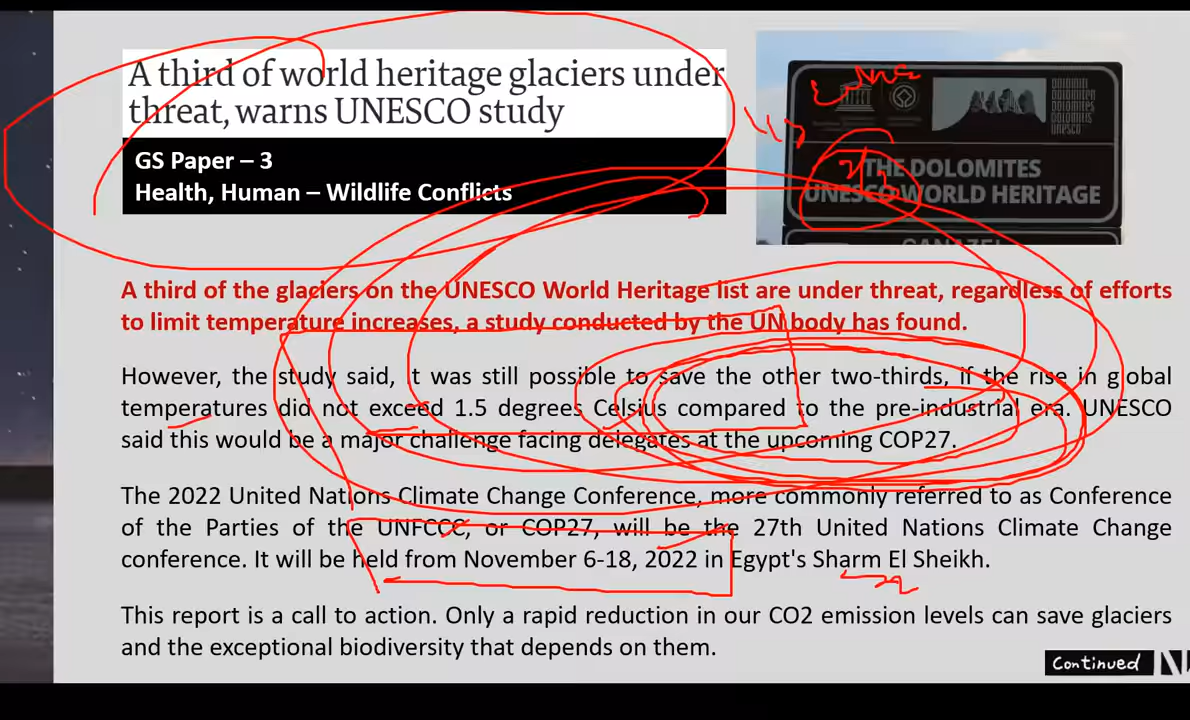 A third of world heritage glaciers under
threat, warns UNESCO study
GS Paper – 3
Health, Human – Wildlife Conflicts
THE DOLOMITES
UNESCO WORLD HERITAGE
A third of the glaciers on the UNESCO World Heritage list are under threat, regardless of efforts
to limit temperature increases, a study conducted by the UN body has found.
However, the study said, it was still possible to save the other two-thirds, if the rise in global
temperatures did not exceed 1.5 degrees Celsius compared to the pre-industrial era. UNESCO
said this would be a major challenge facing delegates at the upcoming COP27.
The 2022 United Nations Climate Change Conference, more commonly referred to as Conference
of the Parties of the UNFCCC, or COP27, will be the 27th United Nations Climate Change
conference. It will be held from November 6-18, 2022 in Egypt's Sharm El Sheikh.
This report is a call to action. Only a rapid reduction in our CO2 emission levels can save glaciers
and the exceptional biodiversity that depends on them.
Continued